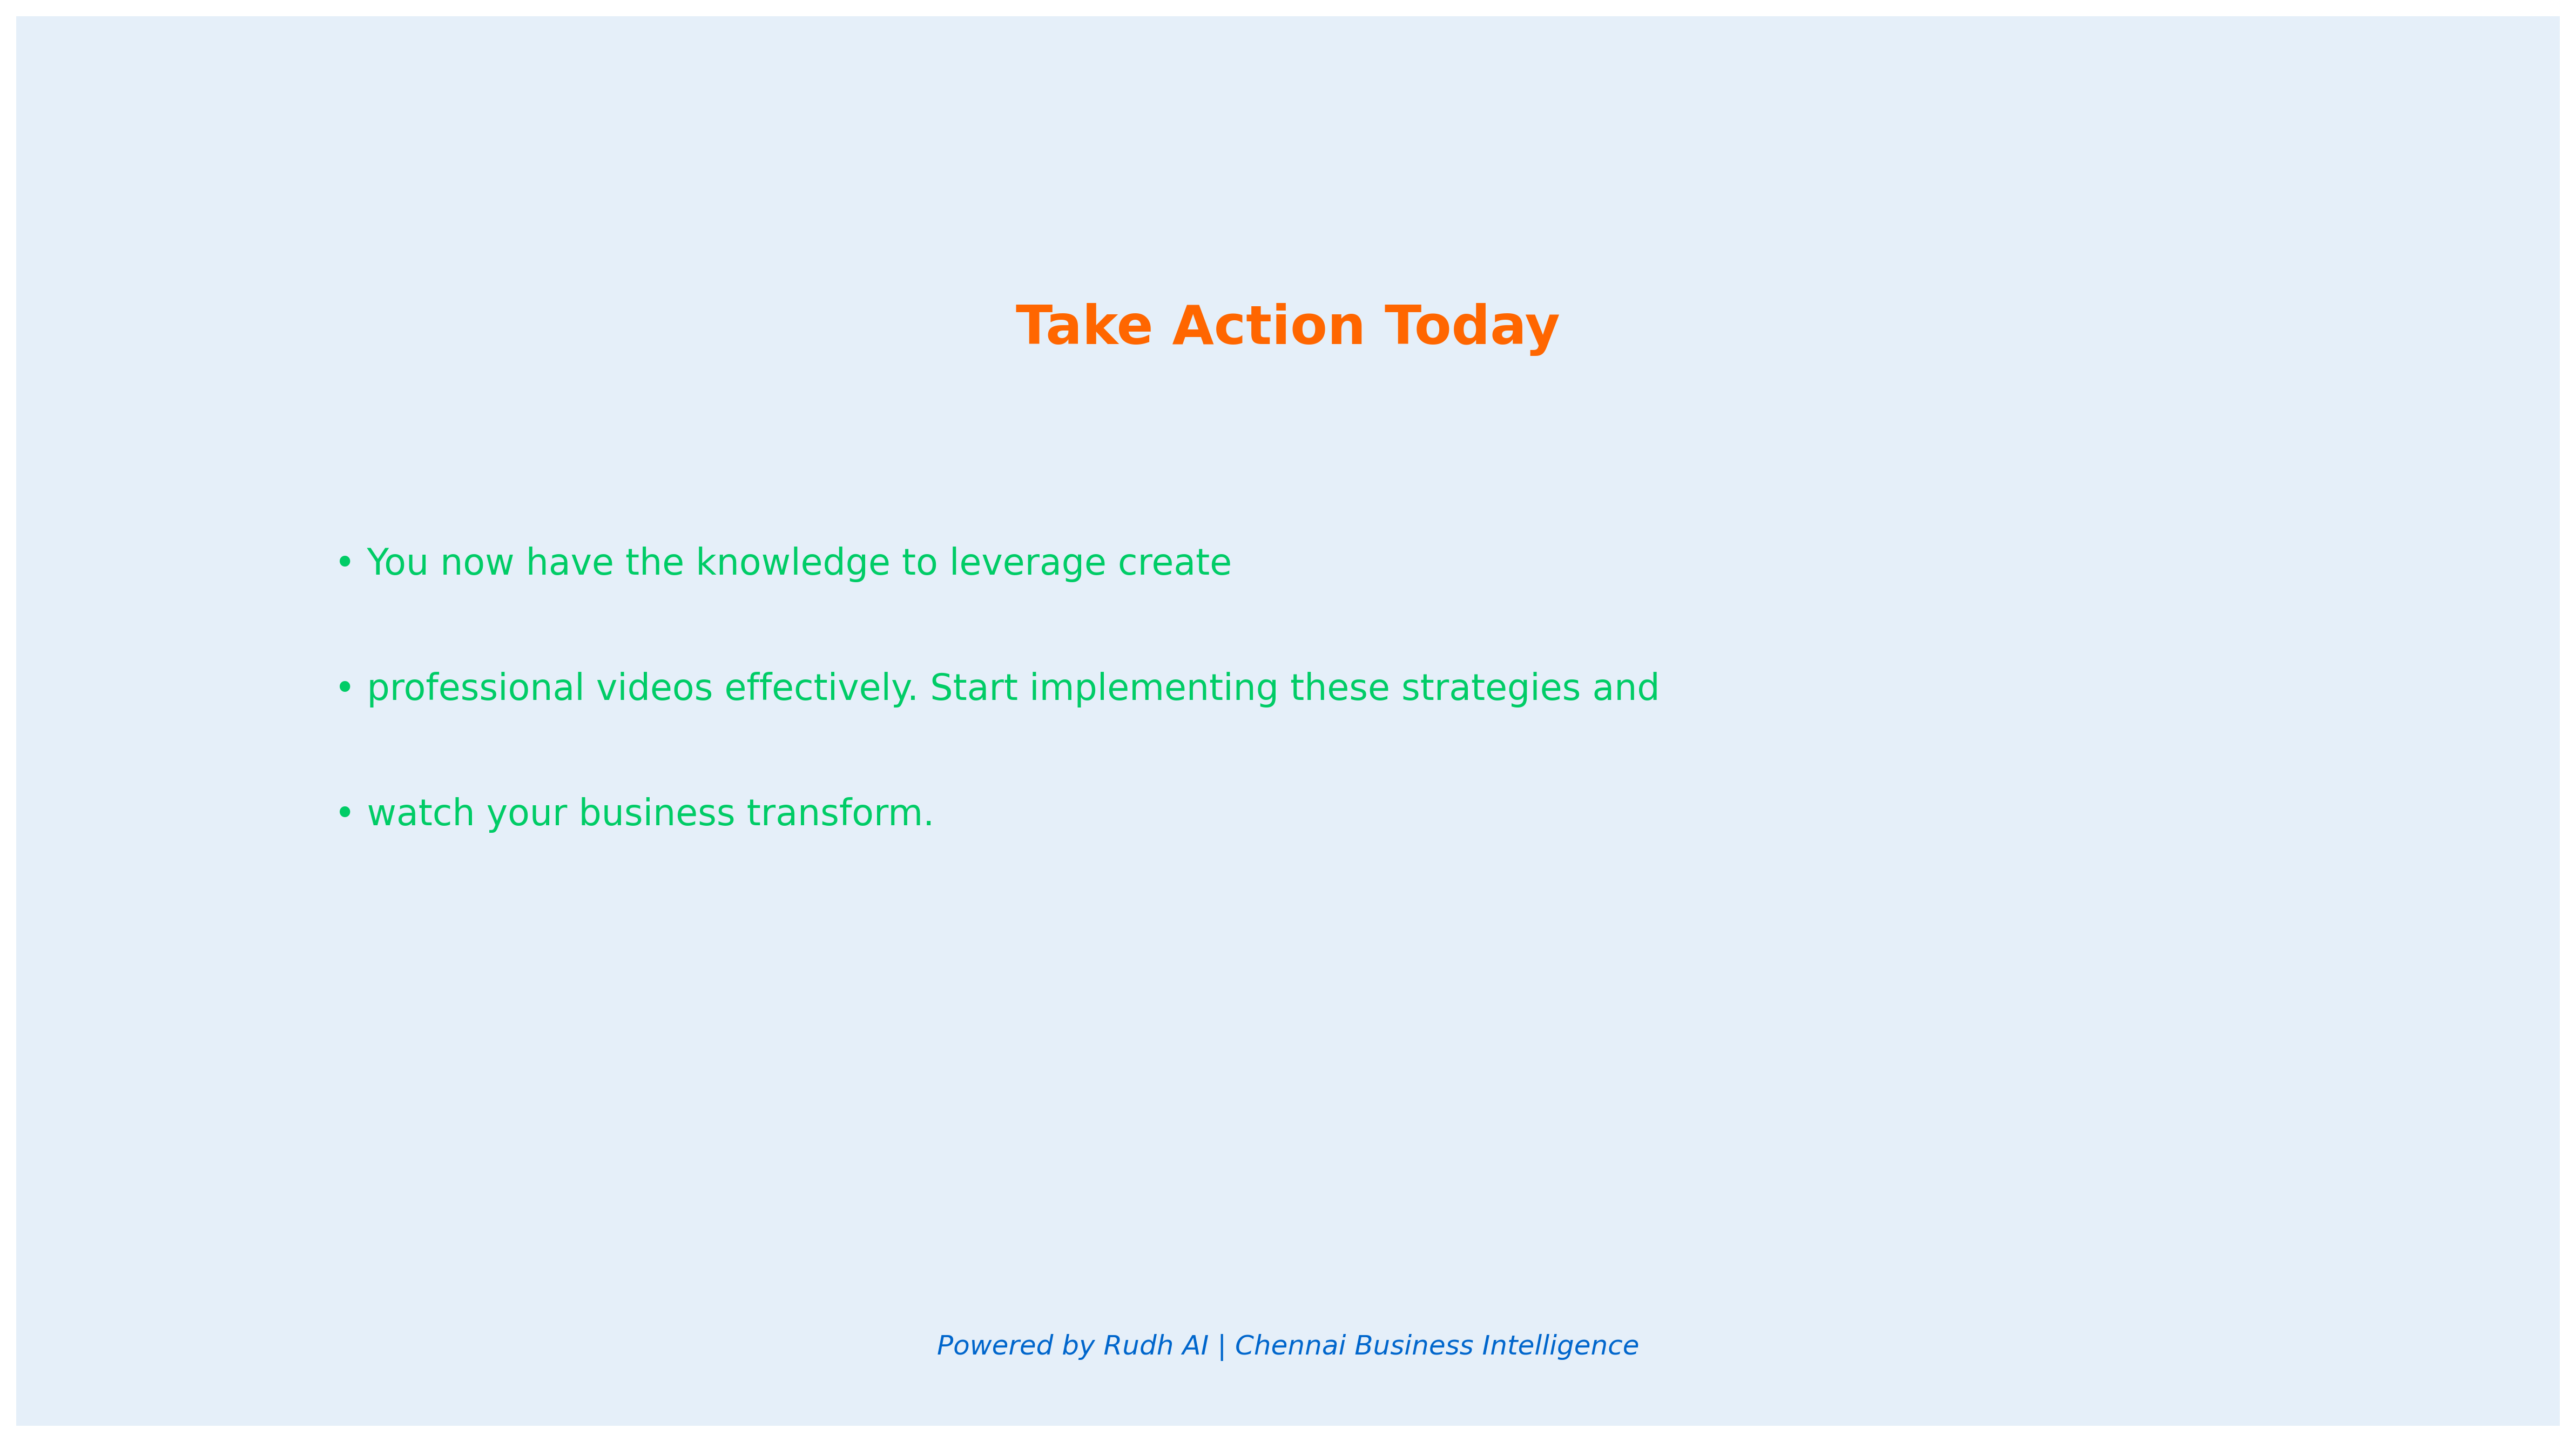 Take Action Today
• You now have the knowledge to leverage create
• professional videos effectively. Start implementing these strategies and
• watch your business transform.
Powered by Rudh AI | Chennai Business Intelligence